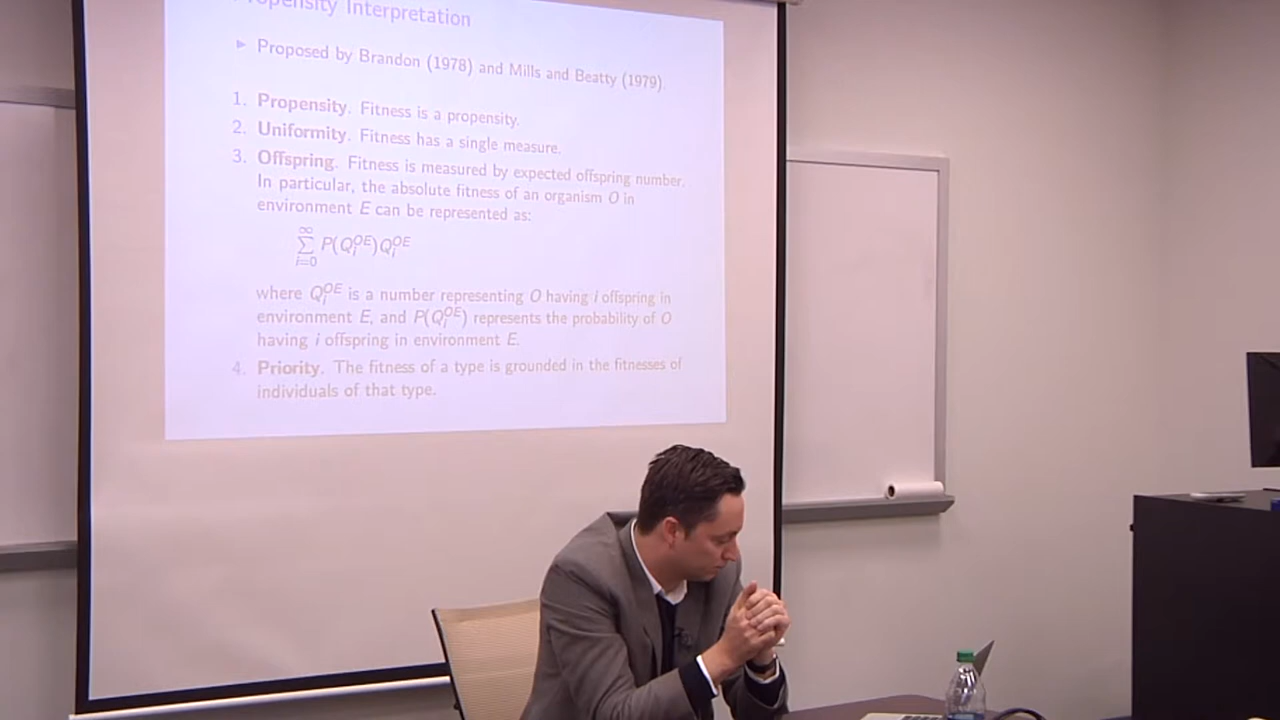 Propensity Interpretation
▶ Proposed by Brandon (1978) and Mills and Beatty (1979).
1. Propensity. Fitness is a propensity.
2. Uniformity. Fitness has a single measure.
3. Offspring. Fitness is measured by expected offspring number.
In particular, the absolute fitness of an organism O in
environment E can be represented as:
∞
∑ P(Q_i^{OE})Q_i^{OE}
i=0
where Q_i^{OE} is a number representing O having i offspring in
environment E, and P(Q_i^{OE}) represents the probability of O
having i offspring in environment E.
4. Priority. The fitness of a type is grounded in the fitnesses of
individuals of that type.